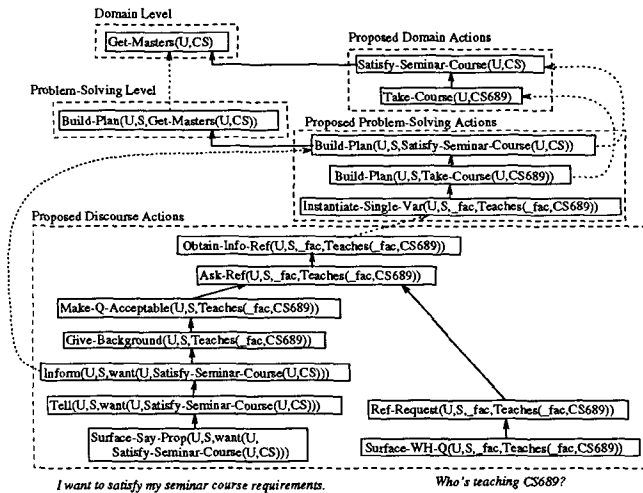 Domain Level
Get-Masters(U,CS)
Proposed Domain Actions
Satisfy-Seminar-Course(U,CS)
Take-Course(U,CS689)
Problem-Solving Level
Build-Plan(U,S,Get-Masters(U,CS))
Proposed Problem-Solving Actions
Build-Plan(U,S,Satisfy-Seminar-Course(U,CS))
Build-Plan(U,S,Take-Course(U,CS689))
Instantiate-Single-Var(U,S,_fac,Teaches(_fac,CS689))
Proposed Discourse Actions
Obtain-Info-Ref(U,S,_fac,Teaches(_fac,CS689))
Ask-Ref(U,S,_fac,Teaches(_fac,CS689))
Make-Q-Acceptable(U,S,Teaches(_fac,CS689))
Give-Background(U,S,Teaches(_fac,CS689))
Inform(U,S,want(U,Satisfy-Seminar-Course(U,CS)))
Tell(U,S,want(U,Satisfy-Seminar-Course(U,CS)))
Ref-Request(U,S,_fac,Teaches(_fac,CS689))
Surface-Say-Prop(U,S,want(U,
Satisfy-Seminar-Course(U,CS)))
Surface-WH-Q(U,S,_fac,Teaches(_fac,CS689))
I want to satisfy my seminar course requirements.
Who's teaching CS689?